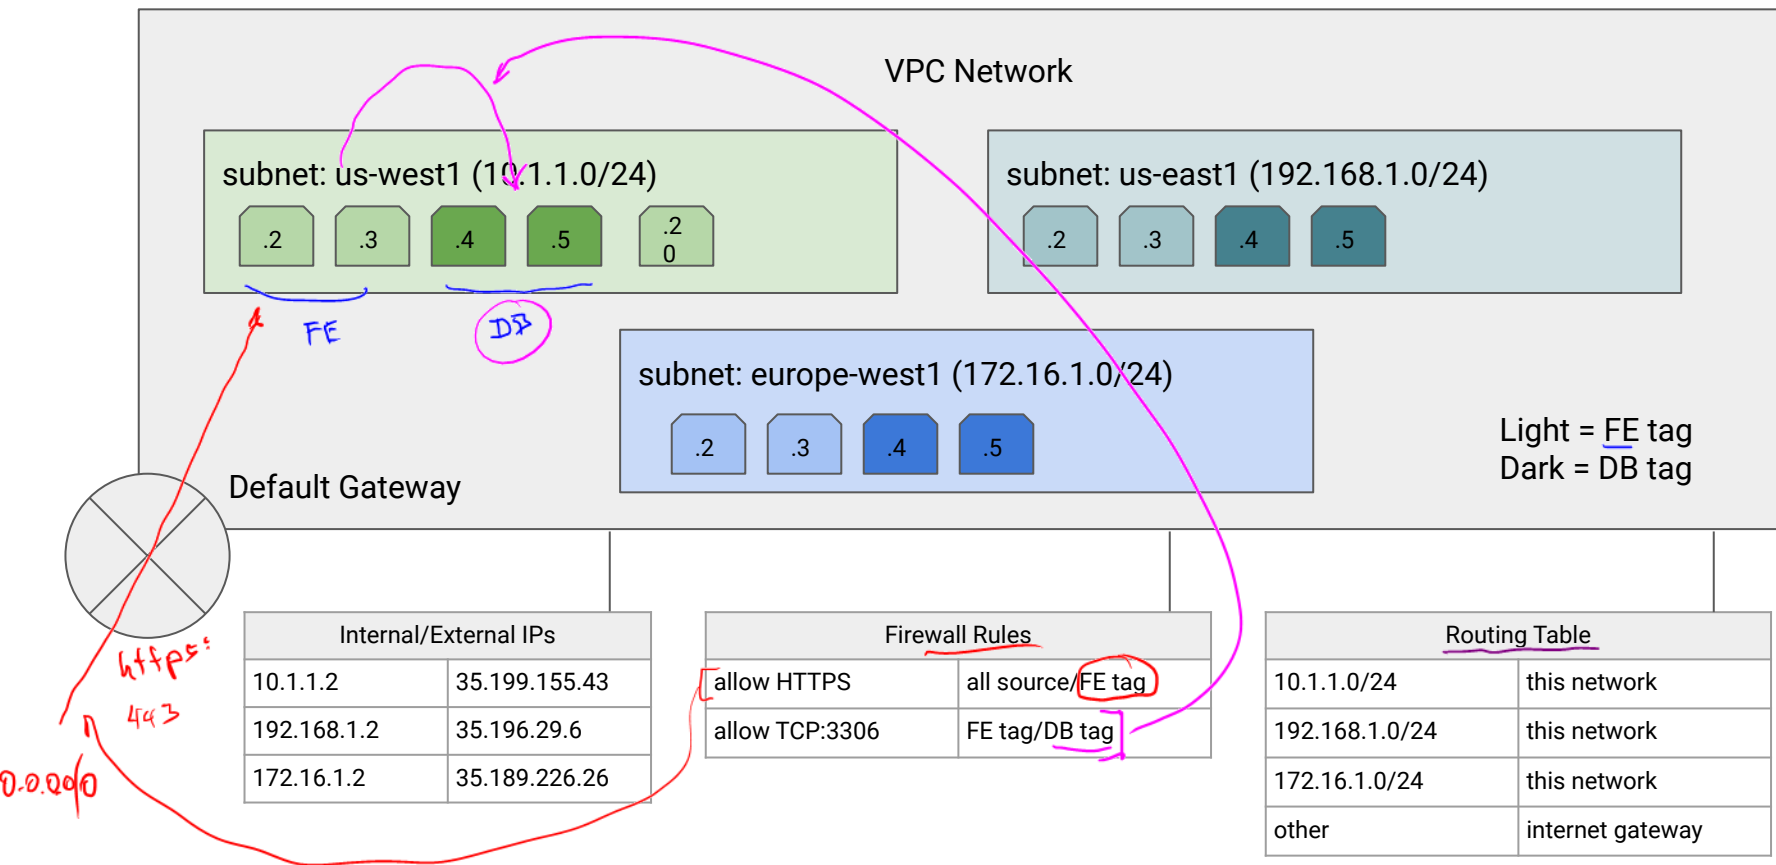 VPC Network
subnet: us-west1 (10.1.1.0/24)
.2 .3 .4 .5 .2
0
FE DB
subnet: us-east1 (192.168.1.0/24)
.2 .3 .4 .5
subnet: europe-west1 (172.16.1.0/24)
.2 .3 .4 .5
Light = FE tag
Dark = DB tag
Default Gateway
https:
443
0.0.0.0/0
Internal/External IPs
10.1.1.2 35.199.155.43
192.168.1.2 35.196.29.6
172.16.1.2 35.189.226.26
Firewall Rules
allow HTTPS all source/FE tag
allow TCP:3306 FE tag/DB tag
Routing Table
10.1.1.0/24 this network
192.168.1.0/24 this network
172.16.1.0/24 this network
other internet gateway